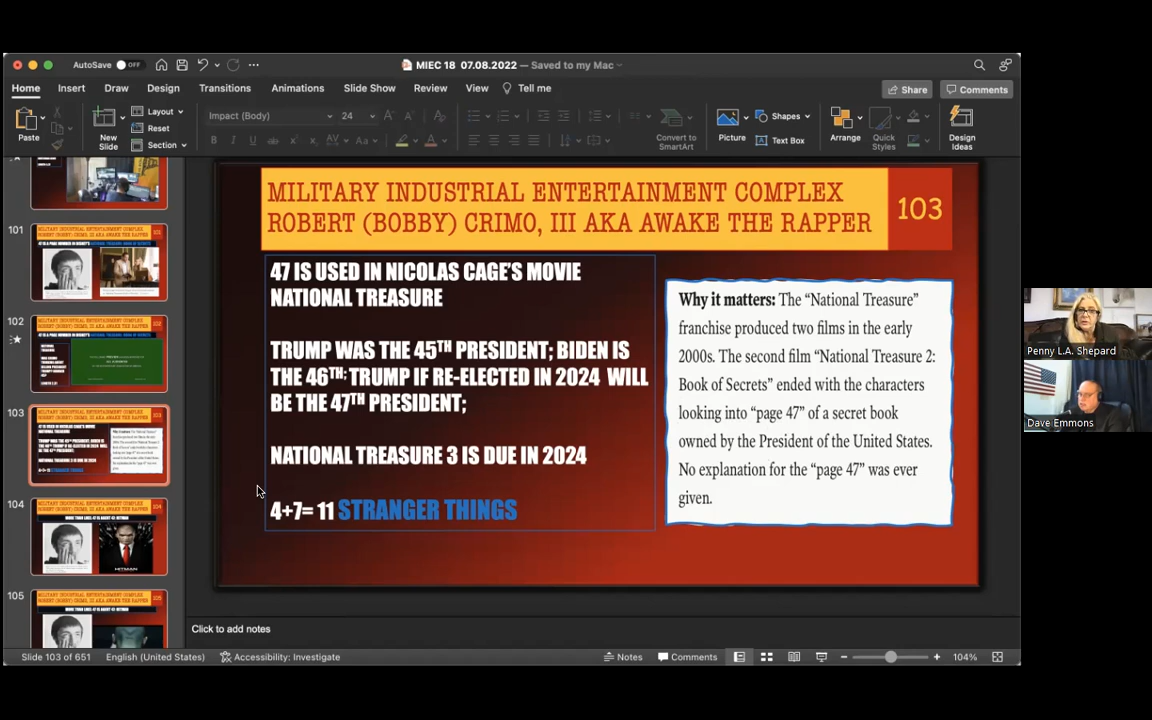 AutoSave OFF
MIEC 18 07.08.2022 — Saved to my Mac
Home Insert Draw Design Transitions Animations Slide Show Review View Tell me
Share Comments
Paste
New Slide
Layout
Reset
Section
Impact (Body) 24
Convert to SmartArt
Picture
Shapes
Text Box
Arrange
Quick Styles
Design Ideas
101
102
103
104
105
MILITARY INDUSTRIAL ENTERTAINMENT COMPLEX
ROBERT (BOBBY) CRIMO, III AKA AWAKE THE RAPPER
103
47 IS USED IN NICOLAS CAGE'S MOVIE
NATIONAL TREASURE
TRUMP WAS THE 45TH PRESIDENT; BIDEN IS
THE 46TH; TRUMP IF RE-ELECTED IN 2024 WILL
BE THE 47TH PRESIDENT;
NATIONAL TREASURE 3 IS DUE IN 2024
4+7= 11 STRANGER THINGS
Why it matters: The “National Treasure”
franchise produced two films in the early
2000s. The second film “National Treasure 2:
Book of Secrets” ended with the characters
looking into “page 47” of a secret book
owned by the President of the United States.
No explanation for the “page 47” was ever
given.
Penny L.A. Shepard
Dave Emmons
Click to add notes
Slide 103 of 651 English (United States) Accessibility: Investigate
Notes Comments 104%